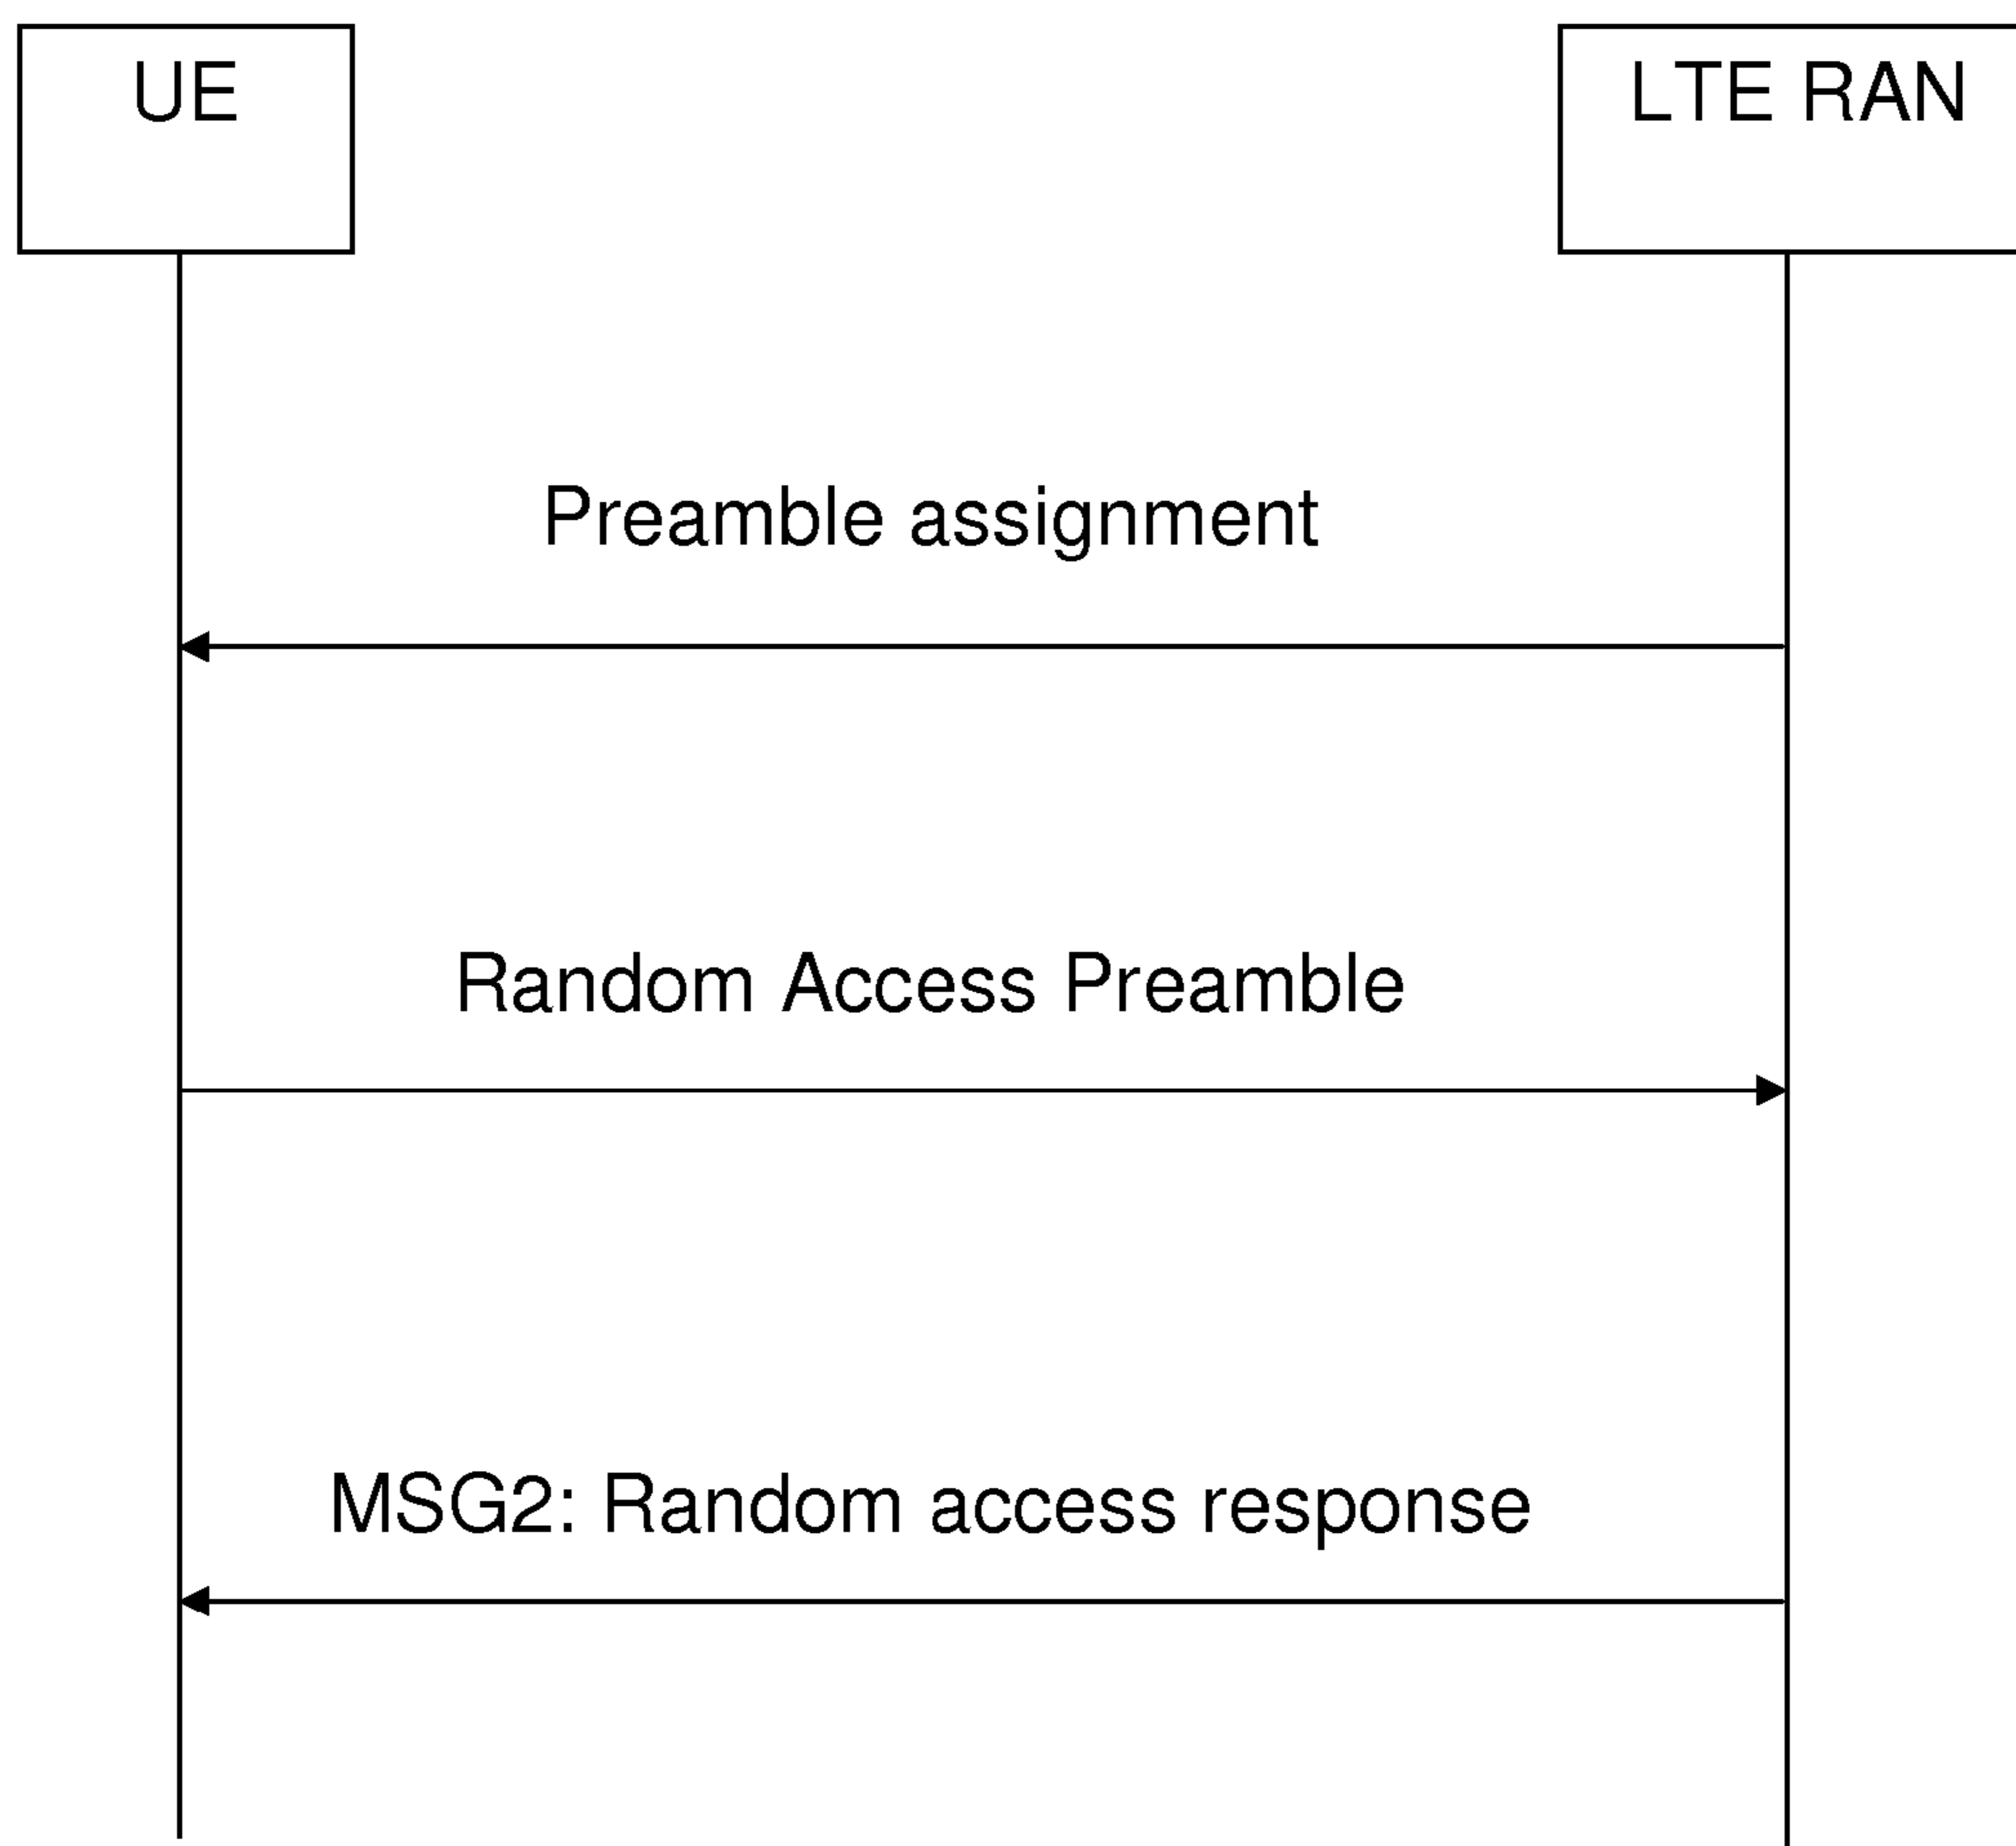 UE
LTE RAN
Preamble assignment
Random Access Preamble
MSG2: Random access response